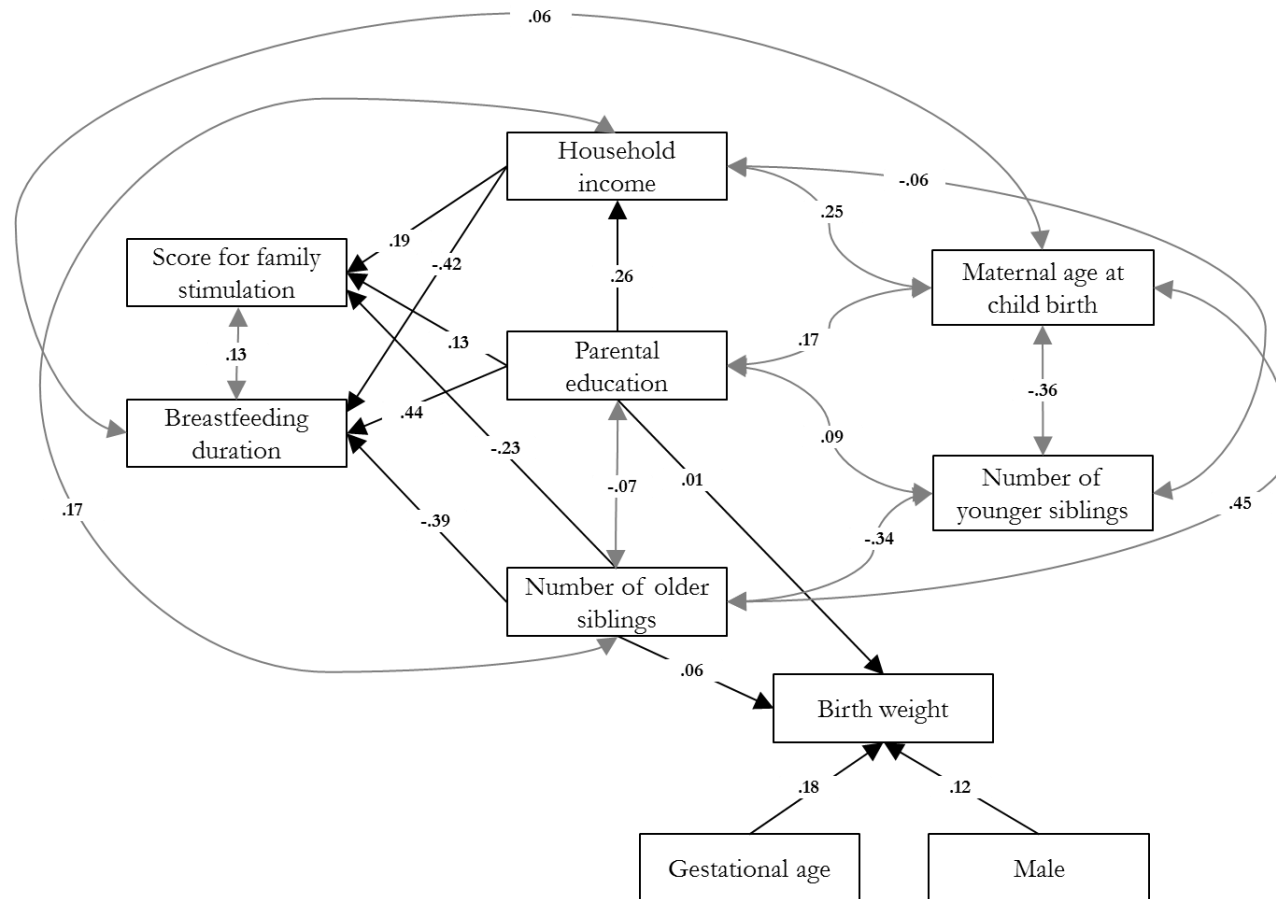 .06
Household
income
-.06
.25
.19
Score for family
stimulation
-.42
Maternal age at
child birth
.26
.13
.17
Parental
education
.13
-.36
Breastfeeding
duration
.44
.09
-.23
Number of
younger siblings
-.07
.01
.17
-.39
.45
-.34
Number of older
siblings
.06
Birth weight
.18
.12
Gestational age
Male